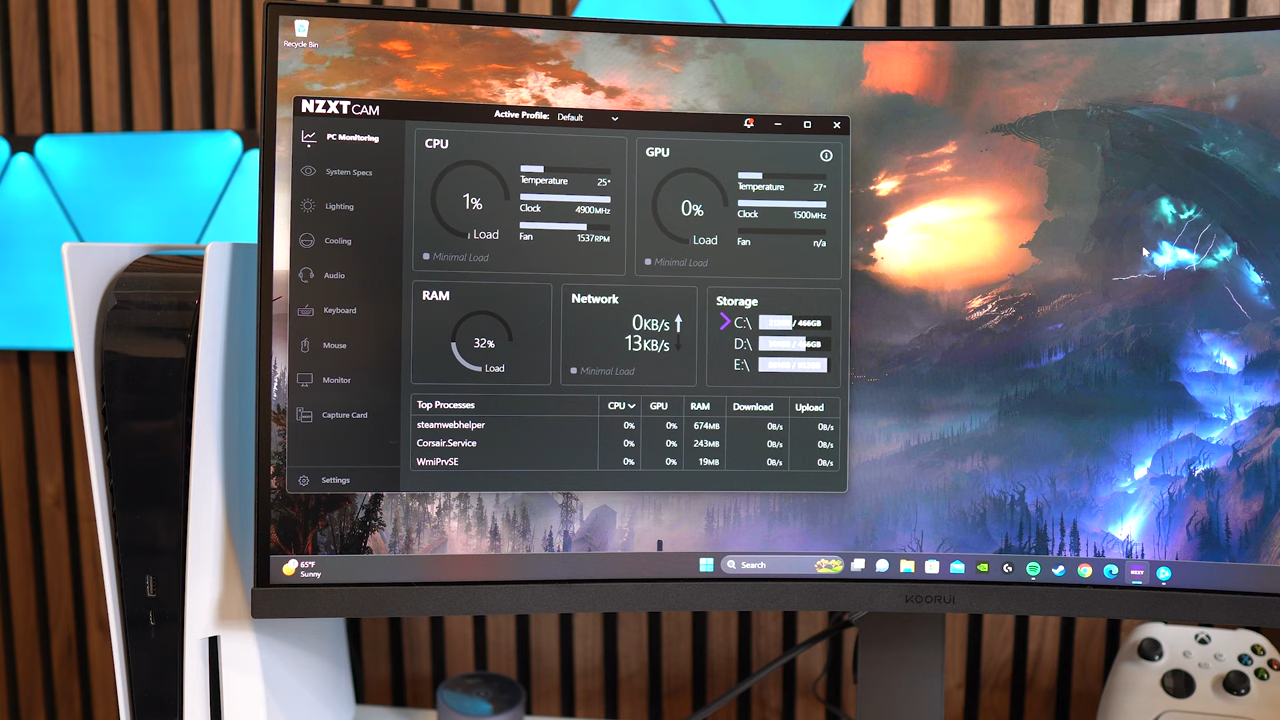 Recycle Bin
NZXT CAM
Active Profile: Default
PC Monitoring
System Specs
Lighting
Cooling
Audio
Keyboard
Mouse
Monitor
Capture Card
Settings
CPU
1%
Load
Temperature 25°
Clock 4900MHz
Fan 1537RPM
Minimal Load
GPU
0%
Load
Temperature 27°
Clock 1500MHz
Fan n/a
Minimal Load
RAM
32%
Load
Network
0KB/s
13KB/s
Minimal Load
Storage
C:\ / 466GB
D:\ / 466GB
E:\
Top Processes CPU GPU RAM Download Upload
steamwebhelper 0% 0% 674MB 0B/s 0B/s
Corsair.Service 0% 0% 243MB 0B/s 0B/s
WmiPrvSE 0% 0% 19MB 0B/s 0B/s
65°F
Sunny
Search
NZXT
KOORUI